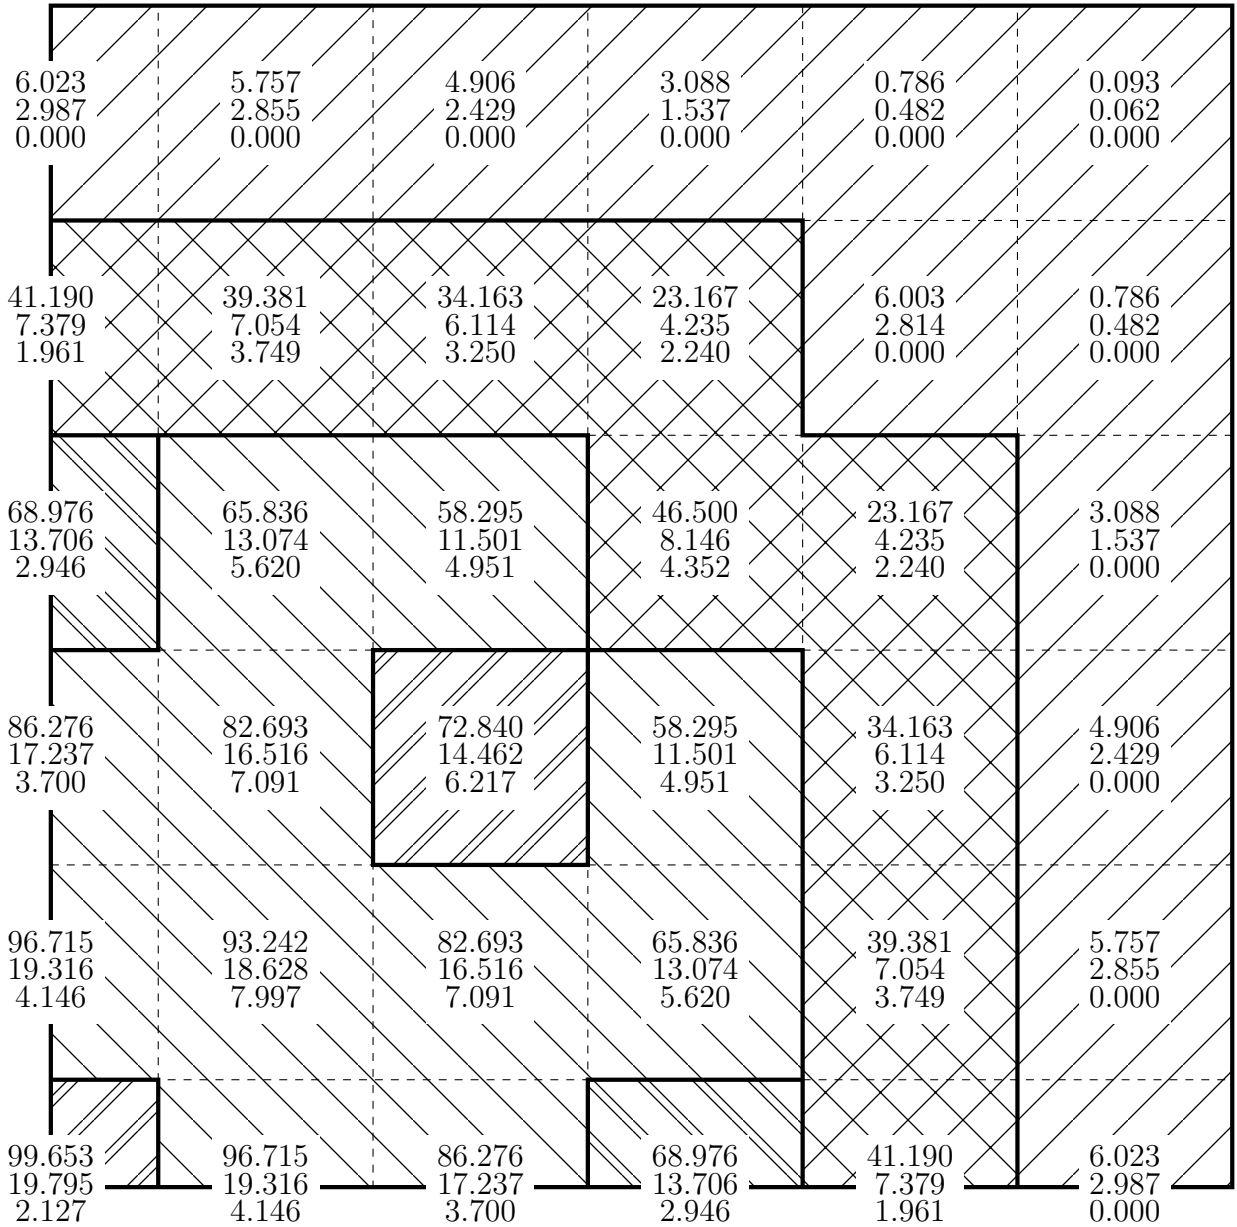 6.023 5.757 4.906 3.088 0.786 0.093
2.987 2.855 2.429 1.537 0.482 0.062
0.000 0.000 0.000 0.000 0.000 0.000
41.190 39.381 34.163 23.167 6.003 0.786
7.379 7.054 6.114 4.235 2.814 0.482
1.961 3.749 3.250 2.240 0.000 0.000
68.976 65.836 58.295 46.500 23.167 3.088
13.706 13.074 11.501 8.146 4.235 1.537
2.946 5.620 4.951 4.352 2.240 0.000
86.276 82.693 72.840 58.295 34.163 4.906
17.237 16.516 14.462 11.501 6.114 2.429
3.700 7.091 6.217 4.951 3.250 0.000
96.715 93.242 82.693 65.836 39.381 5.757
19.316 18.628 16.516 13.074 7.054 2.855
4.146 7.997 7.091 5.620 3.749 0.000
99.653 96.715 86.276 68.976 41.190 6.023
19.795 19.316 17.237 13.706 7.379 2.987
2.127 4.146 3.700 2.946 1.961 0.000